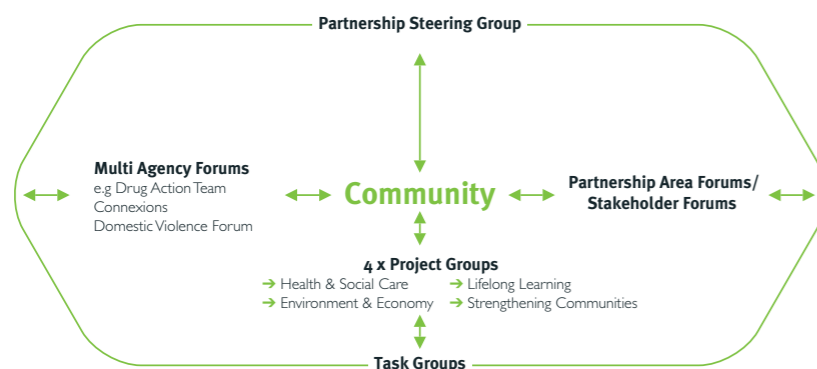 Partnership Steering Group
Multi Agency Forums
e.g Drug Action Team
Connexions
Domestic Violence Forum
Community
Partnership Area Forums/
Stakeholder Forums
4 x Project Groups
➔ Health & Social Care ➔ Lifelong Learning
➔ Environment & Economy ➔ Strengthening Communities
Task Groups